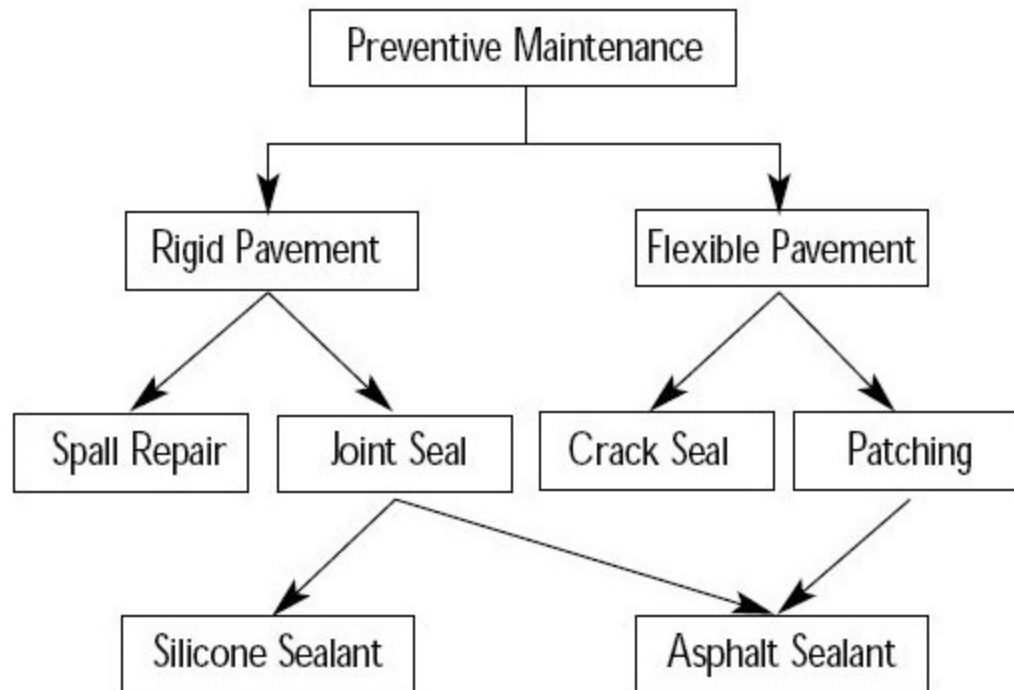 Preventive Maintenance
Rigid Pavement
Flexible Pavement
Spall Repair
Joint Seal
Crack Seal
Patching
Silicone Sealant
Asphalt Sealant